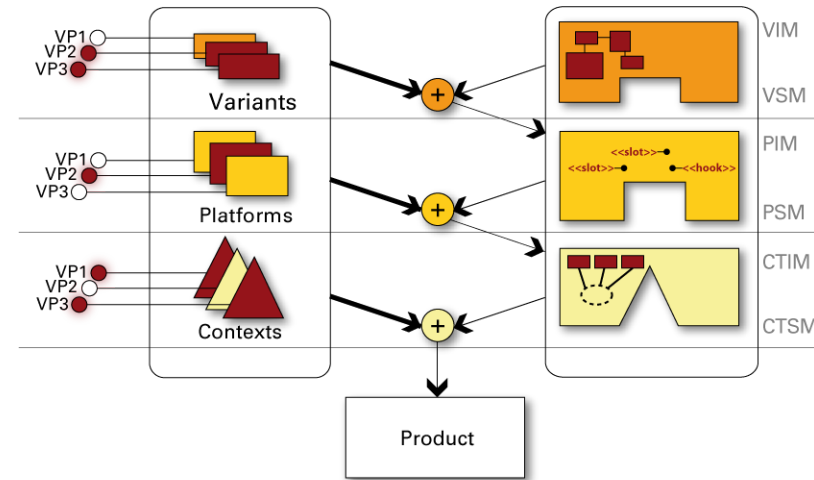 VP1
VP2
VP3
Variants
+
VIM
VSM
VP1
VP2
VP3
Platforms
+
<<slot>>
<<slot>>
<<hook>>
PIM
PSM
VP1
VP2
VP3
Contexts
+
CTIM
CTSM
Product